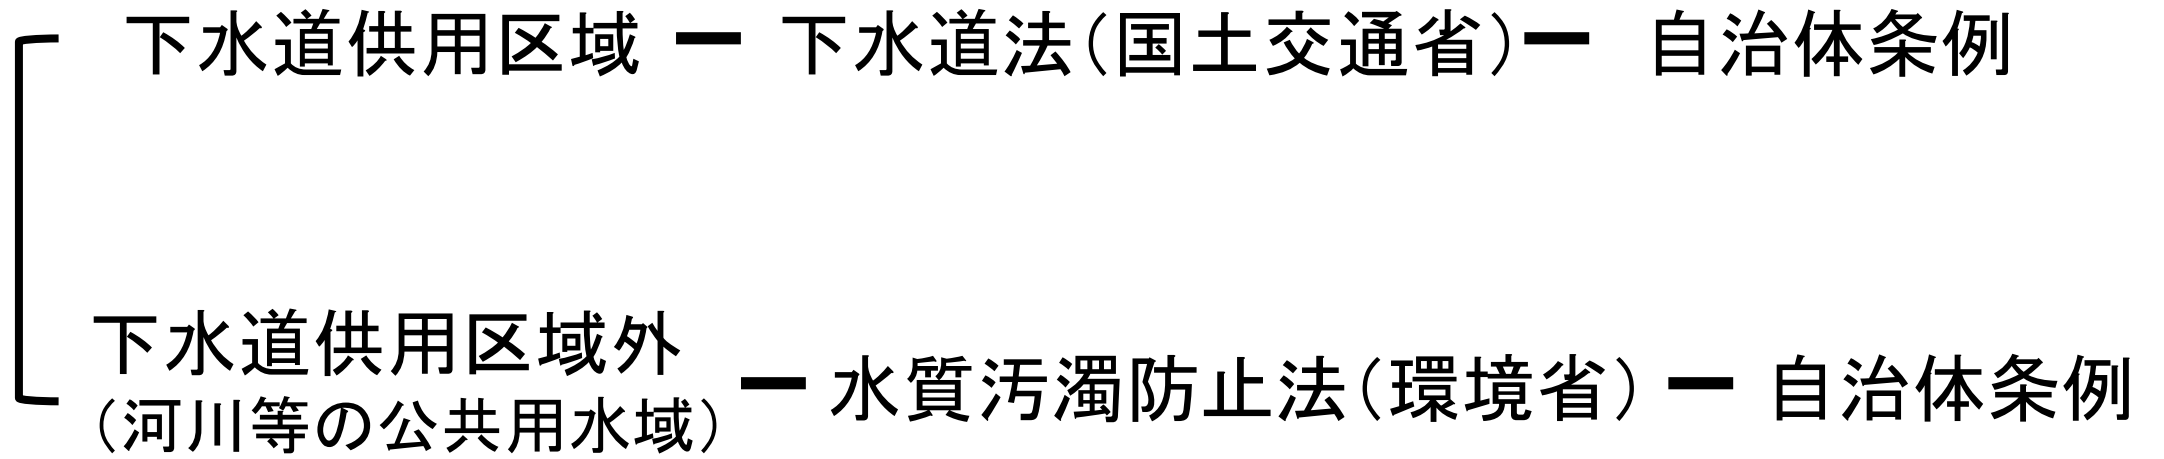 下水道供用区域 ー 下水道法(国土交通省)ー 自治体条例
下水道供用区域外
(河川等の公共用水域) ー 水質汚濁防止法(環境省) ー 自治体条例